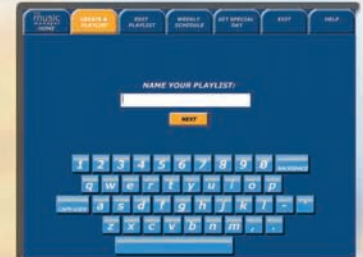 music manager HOME
CREATE A PLAYLIST
EDIT PLAYLIST
WEEKLY SCHEDULE
SET SPECIAL DAY
EXIT
HELP
NAME YOUR PLAYLIST:
NEXT
1 2 3 4 5 6 7 8 9 0 BACKSPACE
q w e r t y u i o p
CAPS LOCK a s d f g h j k l - '
z x c v b n m , .